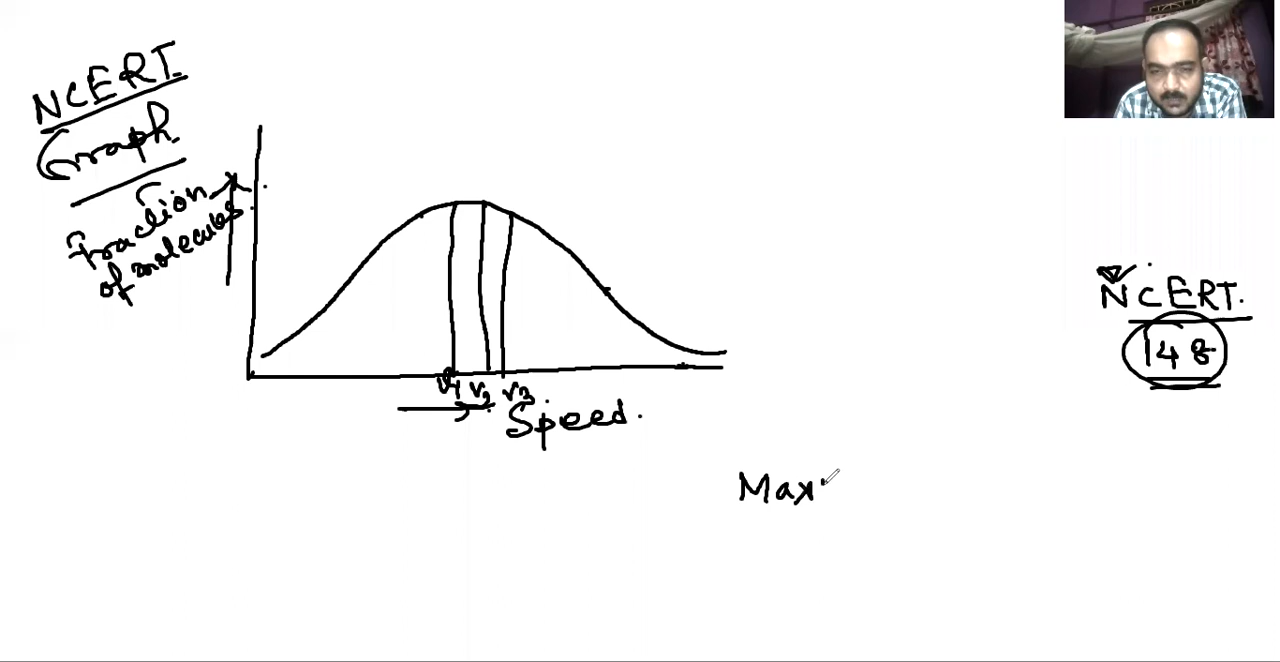 NCERT.
Graph.
Fraction
of molecules.
v1 v2 v3
Speed.
NCERT.
148
Max